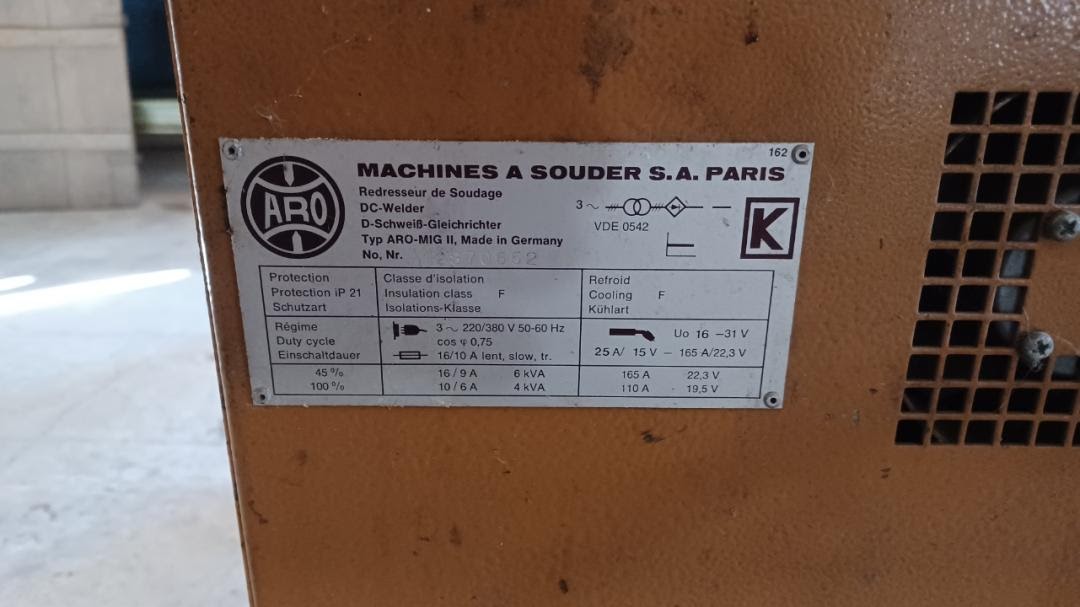 162
ARO
MACHINES A SOUDER S.A. PARIS
Redresseur de Soudage
DC-Welder
D-Schweiß-Gleichrichter
Typ ARO-MIG II, Made in Germany
No, Nr.
3 ~
VDE 0542
K
Protection
Protection iP 21
Schutzart
Classe d'isolation
Insulation class F
Isolations-Klasse
Refroid
Cooling F
Kühlart
Régime
Duty cycle
Einschaltdauer
3 ~ 220/380 V 50-60 Hz
cos φ 0,75
16/10 A lent, slow, tr.
Uo 16 –31 V
25 A/ 15 V – 165 A/22,3 V
45 % 16/9 A 6 kVA 165 A 22,3 V
100 % 10/6 A 4 kVA 110 A 19,5 V